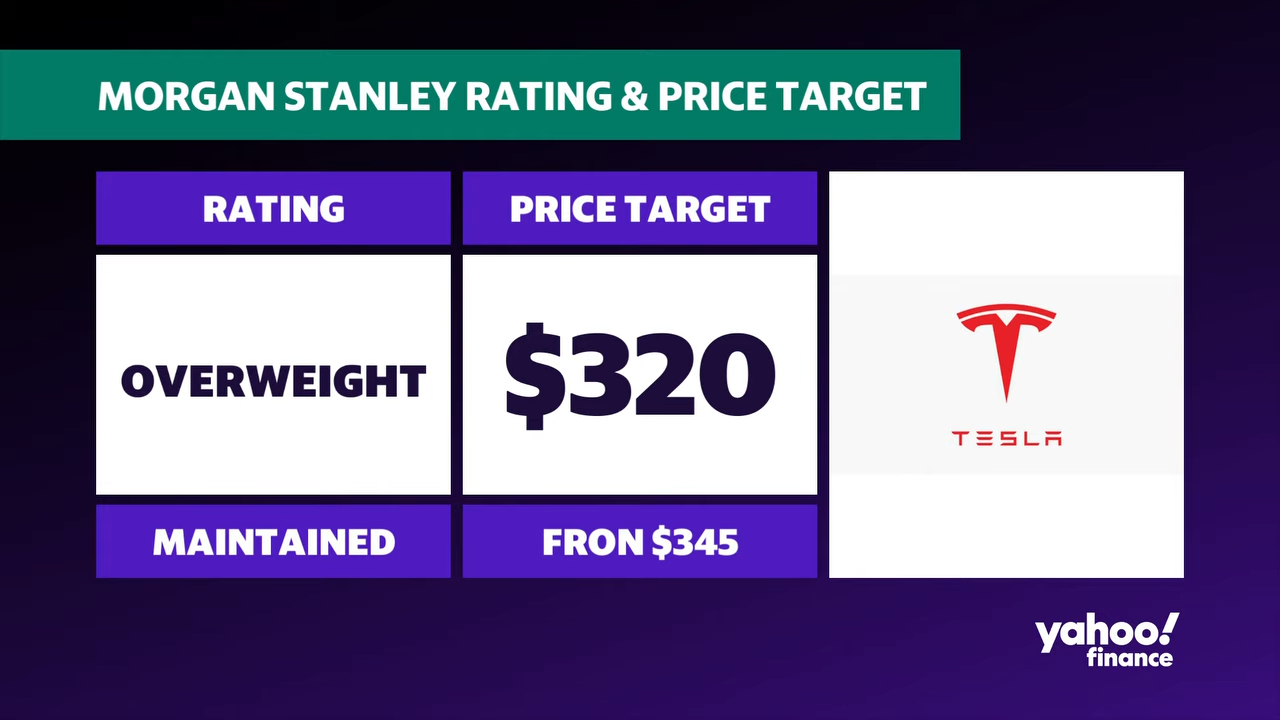 MORGAN STANLEY RATING & PRICE TARGET
RATING
PRICE TARGET
OVERWEIGHT
$320
TESLA
MAINTAINED
FRON $345
yahoo!
finance